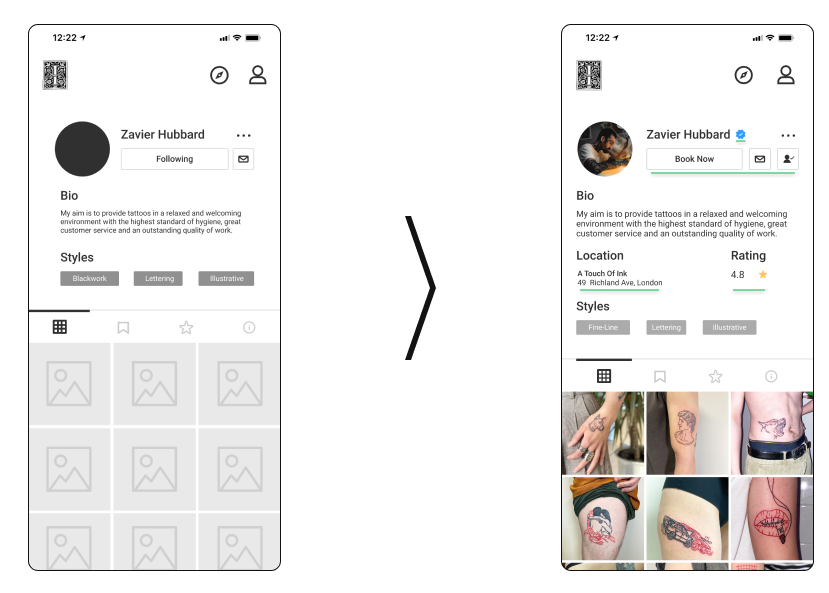 12:22
Zavier Hubbard
Following
Bio
My aim is to provide tattoos in a relaxed and welcoming
environment with the highest standard of hygiene, great
customer service and an outstanding quality of work.
Styles
Blackwork
Lettering
Illustrative
12:22
Zavier Hubbard
Book Now
Bio
My aim is to provide tattoos in a relaxed and welcoming
environment with the highest standard of hygiene, great
customer service and an outstanding quality of work.
Location
Rating
A Touch Of Ink
49 Richland Ave, London
4.8
Styles
Fine-Line
Lettering
Illustrative